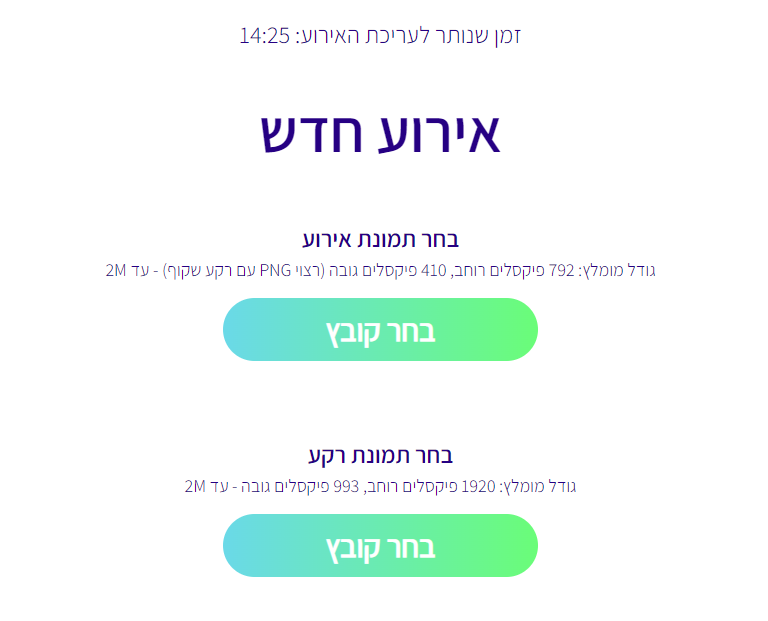 זמן שנותר לעריכת האירוע: 14:25
אירוע חדש
בחר תמונת אירוע
גודל מומלץ: 792 פיקסלים רוחב, 410 פיקסלים גובה (רצוי PNG עם רקע שקוף) - עד 2M
בחר קובץ
בחר תמונת רקע
גודל מומלץ: 1920 פיקסלים רוחב, 993 פיקסלים גובה - עד 2M
בחר קובץ